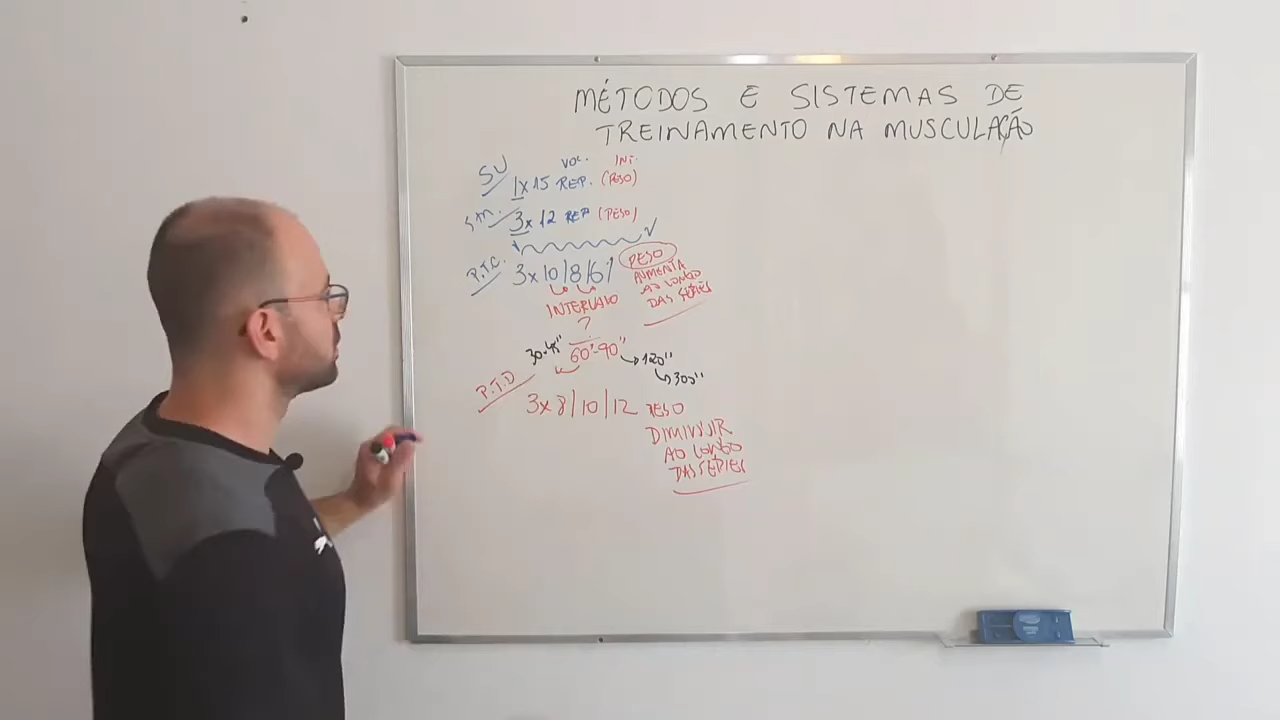 MÉTODOS E SISTEMAS DE
TREINAMENTO NA MUSCULAÇÃO
VOL. INT.
SU 1x15 REP. (PESO)
3x 12 REP (PESO)
P.T.C. 3x10/8/6/ PESO
AUMENTA
AO LONGO
DAS SÉRIES
INTERVALO
?
30-45" 60"-90" 120"
300"
P.T.D
3x 8/10/12 PESO
DIMINUIR
AO LONGO
DAS SÉRIES